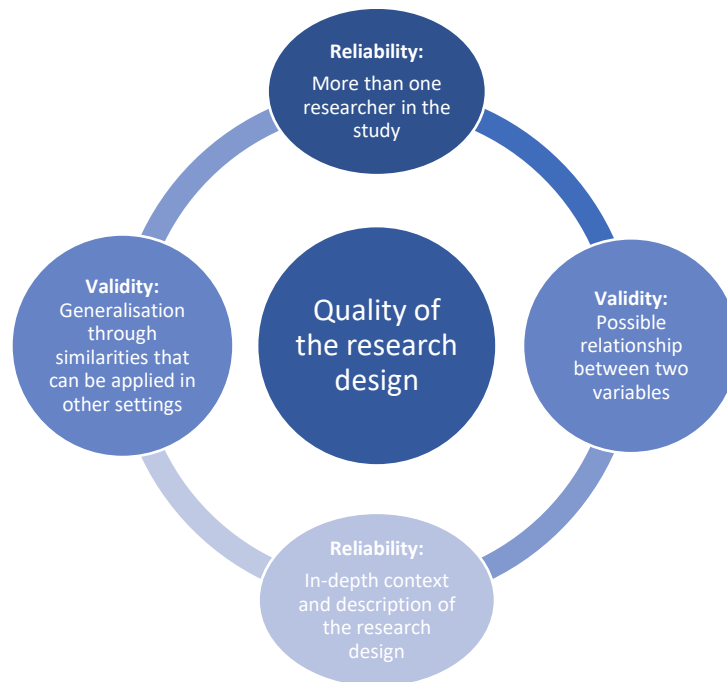 Reliability:
More than one
researcher in the
study
Validity:
Generalisation
through
similarities that
can be applied in
other settings
Quality of
the research
design
Validity:
Possible
relationship
between two
variables
Reliability:
In-depth context
and description of
the research
design